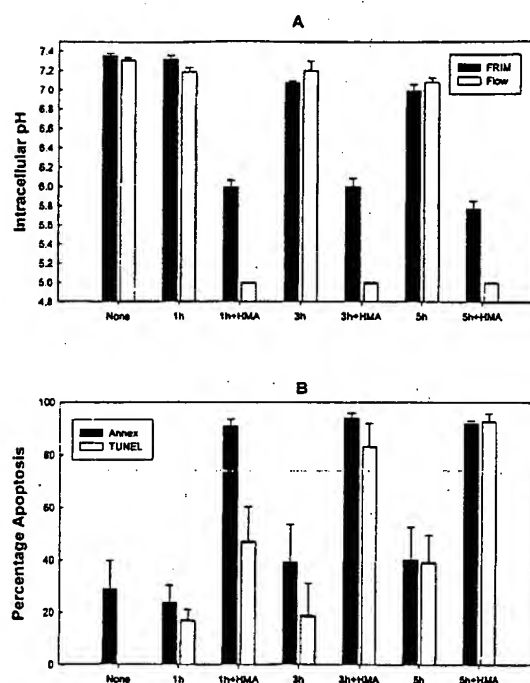 A
Intracellular pH
7.4
7.2
7.0
6.8
6.6
6.4
6.2
6.0
5.8
5.6
5.4
5.2
5.0
4.8
FRIM
Flow
None 1h 1h+HMA 3h 3h+HMA 5h 5h+HMA
B
Percentage Apoptosis
100
80
60
40
20
0
Annex
TUNEL
None 1h 1h+HMA 3h 3h+HMA 5h 5h+HMA